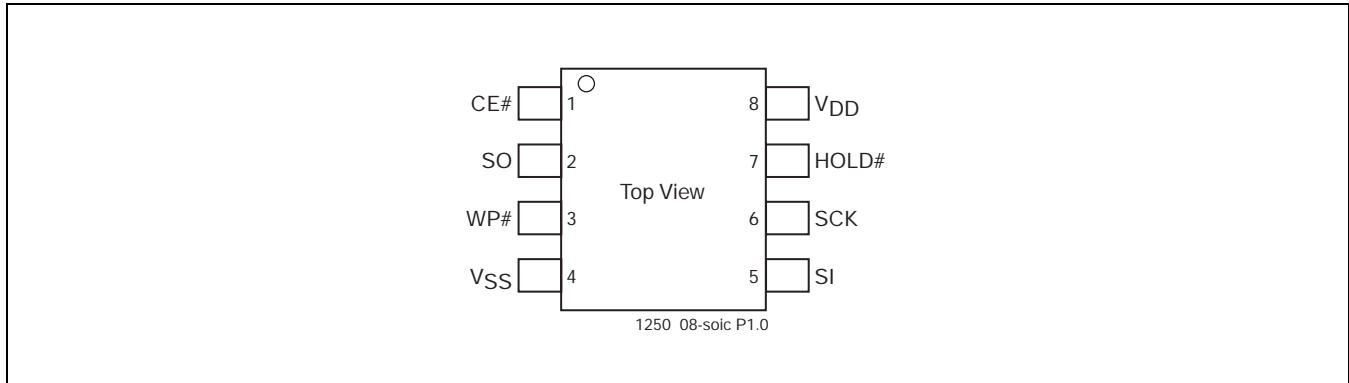 CE# 1 8 VDD
SO 2 7 HOLD#
Top View
WP# 3 6 SCK
VSS 4 5 SI
1250 08-soic P1.0